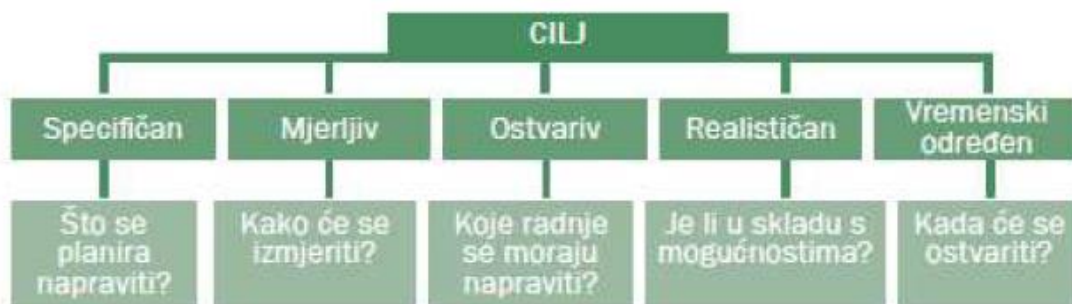 CILJ
Specifičan
Mjerljiv
Ostvariv
Realističan
Vremenski
određen
Što se
planira
napraviti?
Kako će se
izmjeriti?
Koje radnje
se moraju
napraviti?
Je li u skladu s
mogućnostima?
Kada će se
ostvariti?